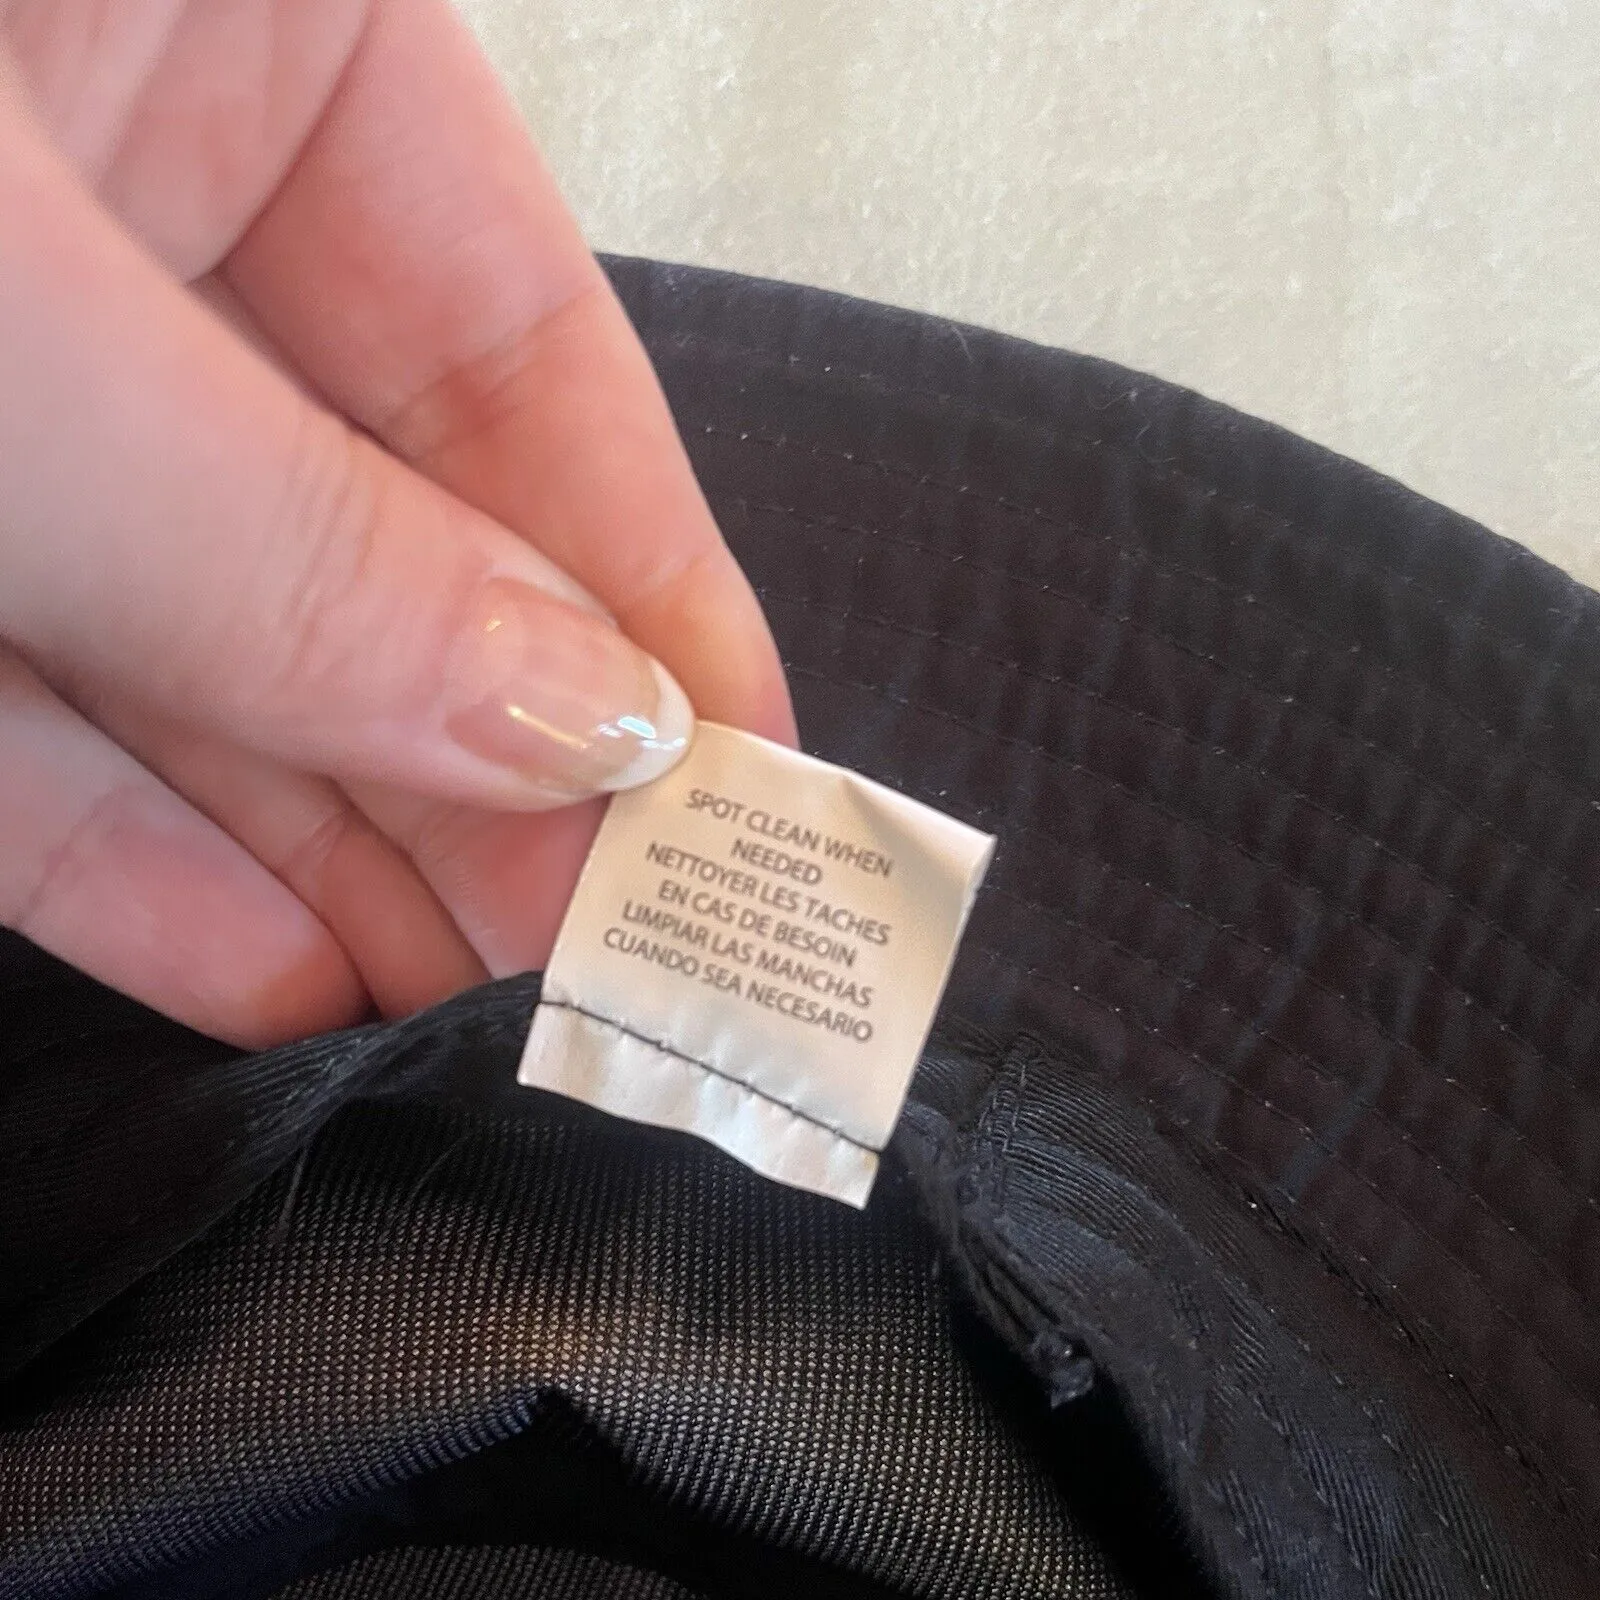 SPOT CLEAN WHEN
NEEDED
NETTOYER LES TACHES
EN CAS DE BESOIN
LIMPIAR LAS MANCHAS
CUANDO SEA NECESARIO